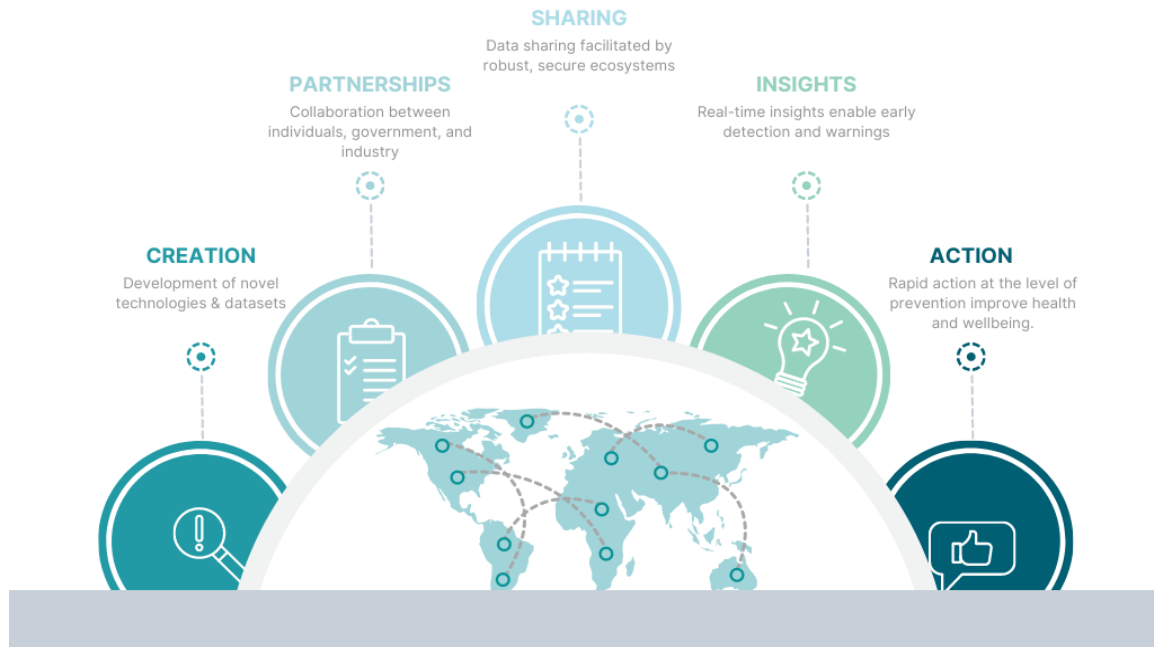 CREATION
Development of novel
technologies & datasets
PARTNERSHIPS
Collaboration between
individuals, government, and
industry
SHARING
Data sharing facilitated by
robust, secure ecosystems
INSIGHTS
Real-time insights enable early
detection and warnings
ACTION
Rapid action at the level of
prevention improve health
and wellbeing.